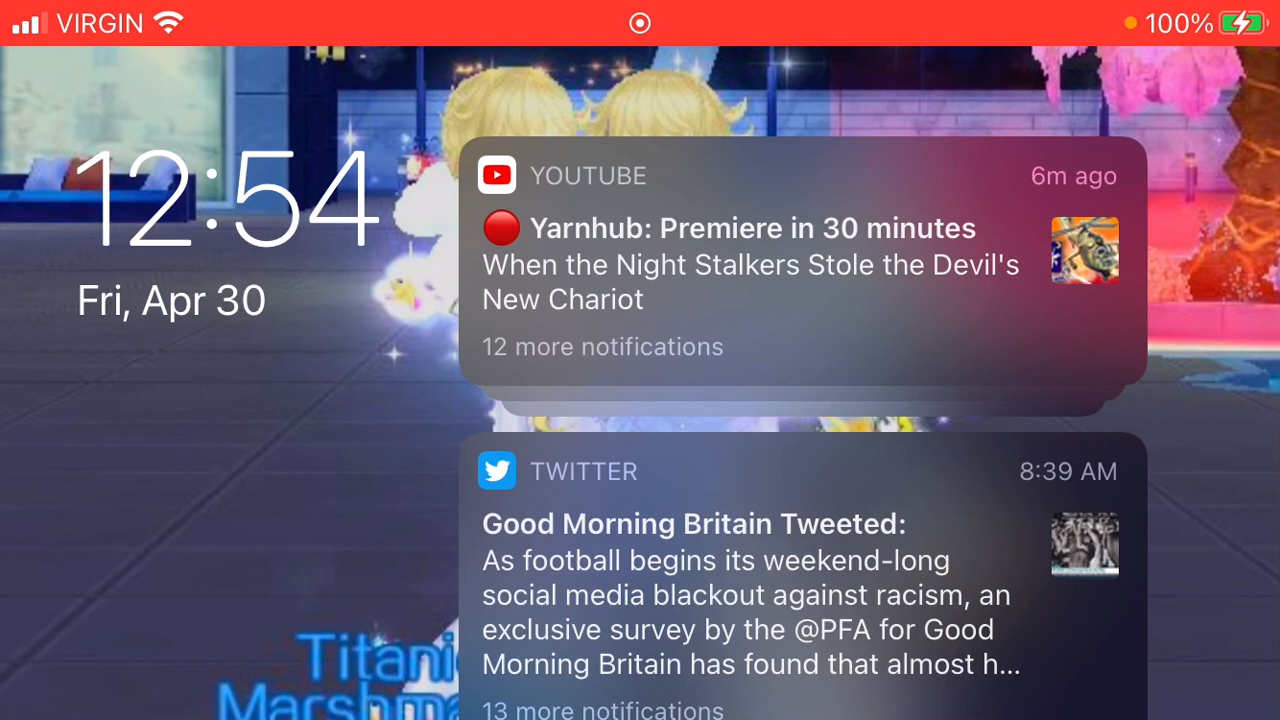 VIRGIN
100%
12:54
Fri, Apr 30
YOUTUBE
6m ago
Yarnhub: Premiere in 30 minutes
When the Night Stalkers Stole the Devil's
New Chariot
12 more notifications
TWITTER
8:39 AM
Good Morning Britain Tweeted:
As football begins its weekend-long
social media blackout against racism, an
exclusive survey by the @PFA for Good
Morning Britain has found that almost h...
13 more notifications
Titani
Marshma